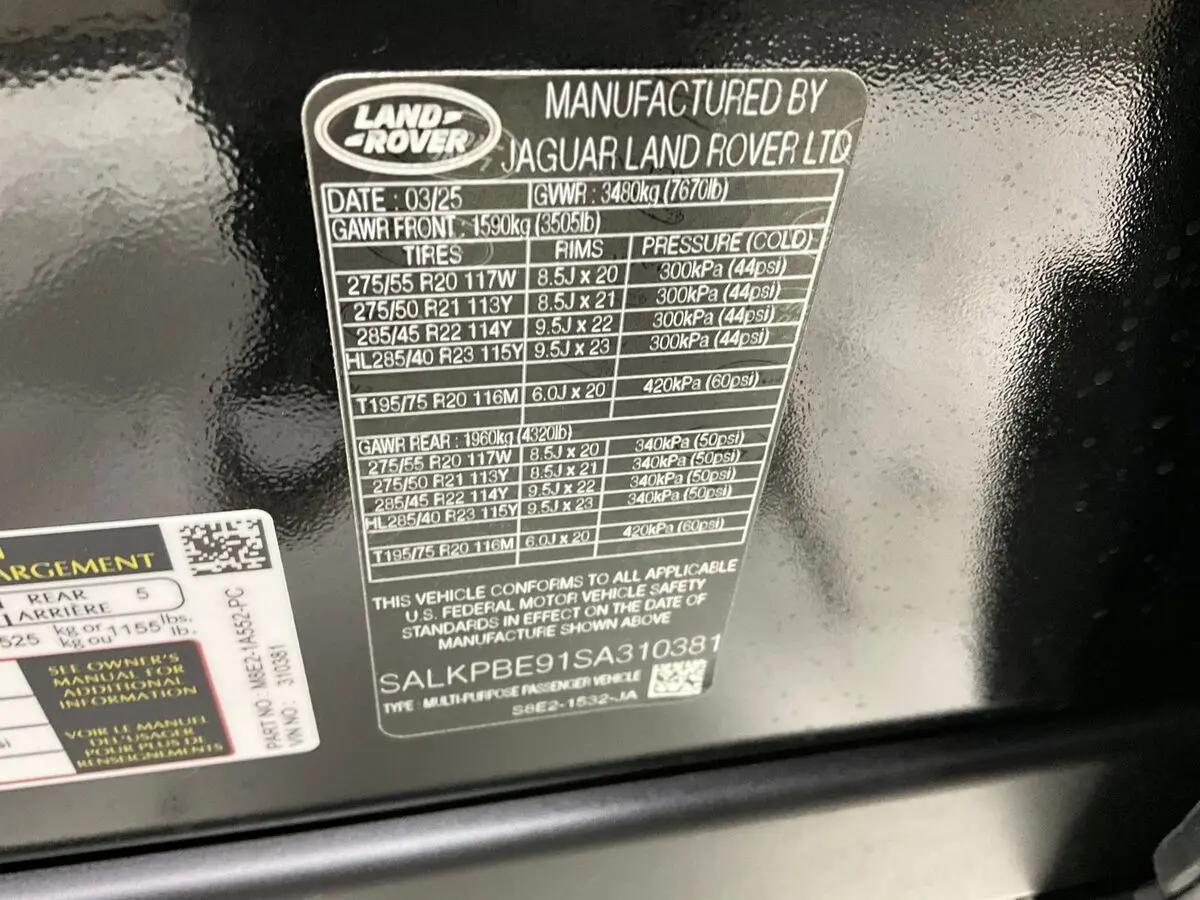 LAND ROVER
MANUFACTURED BY
JAGUAR LAND ROVER LTD
DATE : 03/25 GVWR : 3480kg (7670lb)
GAWR FRONT : 1590kg (3505lb)
TIRES RIMS PRESSURE (COLD)
275/55 R20 117W 8.5J x 20 300kPa (44psi)
275/50 R21 113Y 8.5J x 21 300kPa (44psi)
285/45 R22 114Y 9.5J x 22 300kPa (44psi)
HL285/40 R23 115Y 9.5J x 23 300kPa (44psi)
T195/75 R20 116M 6.0J x 20 420kPa (60psi)
GAWR REAR : 1960kg (4320lb)
275/55 R20 117W 8.5J x 20 340kPa (50psi)
275/50 R21 113Y 8.5J x 21 340kPa (50psi)
285/45 R22 114Y 9.5J x 22 340kPa (50psi)
HL285/40 R23 115Y 9.5J x 23 340kPa (50psi)
T195/75 R20 116M 6.0J x 20 420kPa (60psi)
THIS VEHICLE CONFORMS TO ALL APPLICABLE
U.S. FEDERAL MOTOR VEHICLE SAFETY
STANDARDS IN EFFECT ON THE DATE OF
MANUFACTURE SHOWN ABOVE
SALKPBE91SA310381
TYPE : MULTI-PURPOSE PASSENGER VEHICLE
S8E2-1532-JA
ARGEMENT
REAR 5
ARRIÈRE
525 kg or 1155 lbs.
kg ou lb.
SEE OWNER'S
MANUAL FOR
ADDITIONAL
INFORMATION
VOIR LE MANUEL
DE L'USAGER
POUR PLUS DE
RENSEIGNEMENTS
PART NO.: M8E2-1A552-PC
VIN NO: 310381